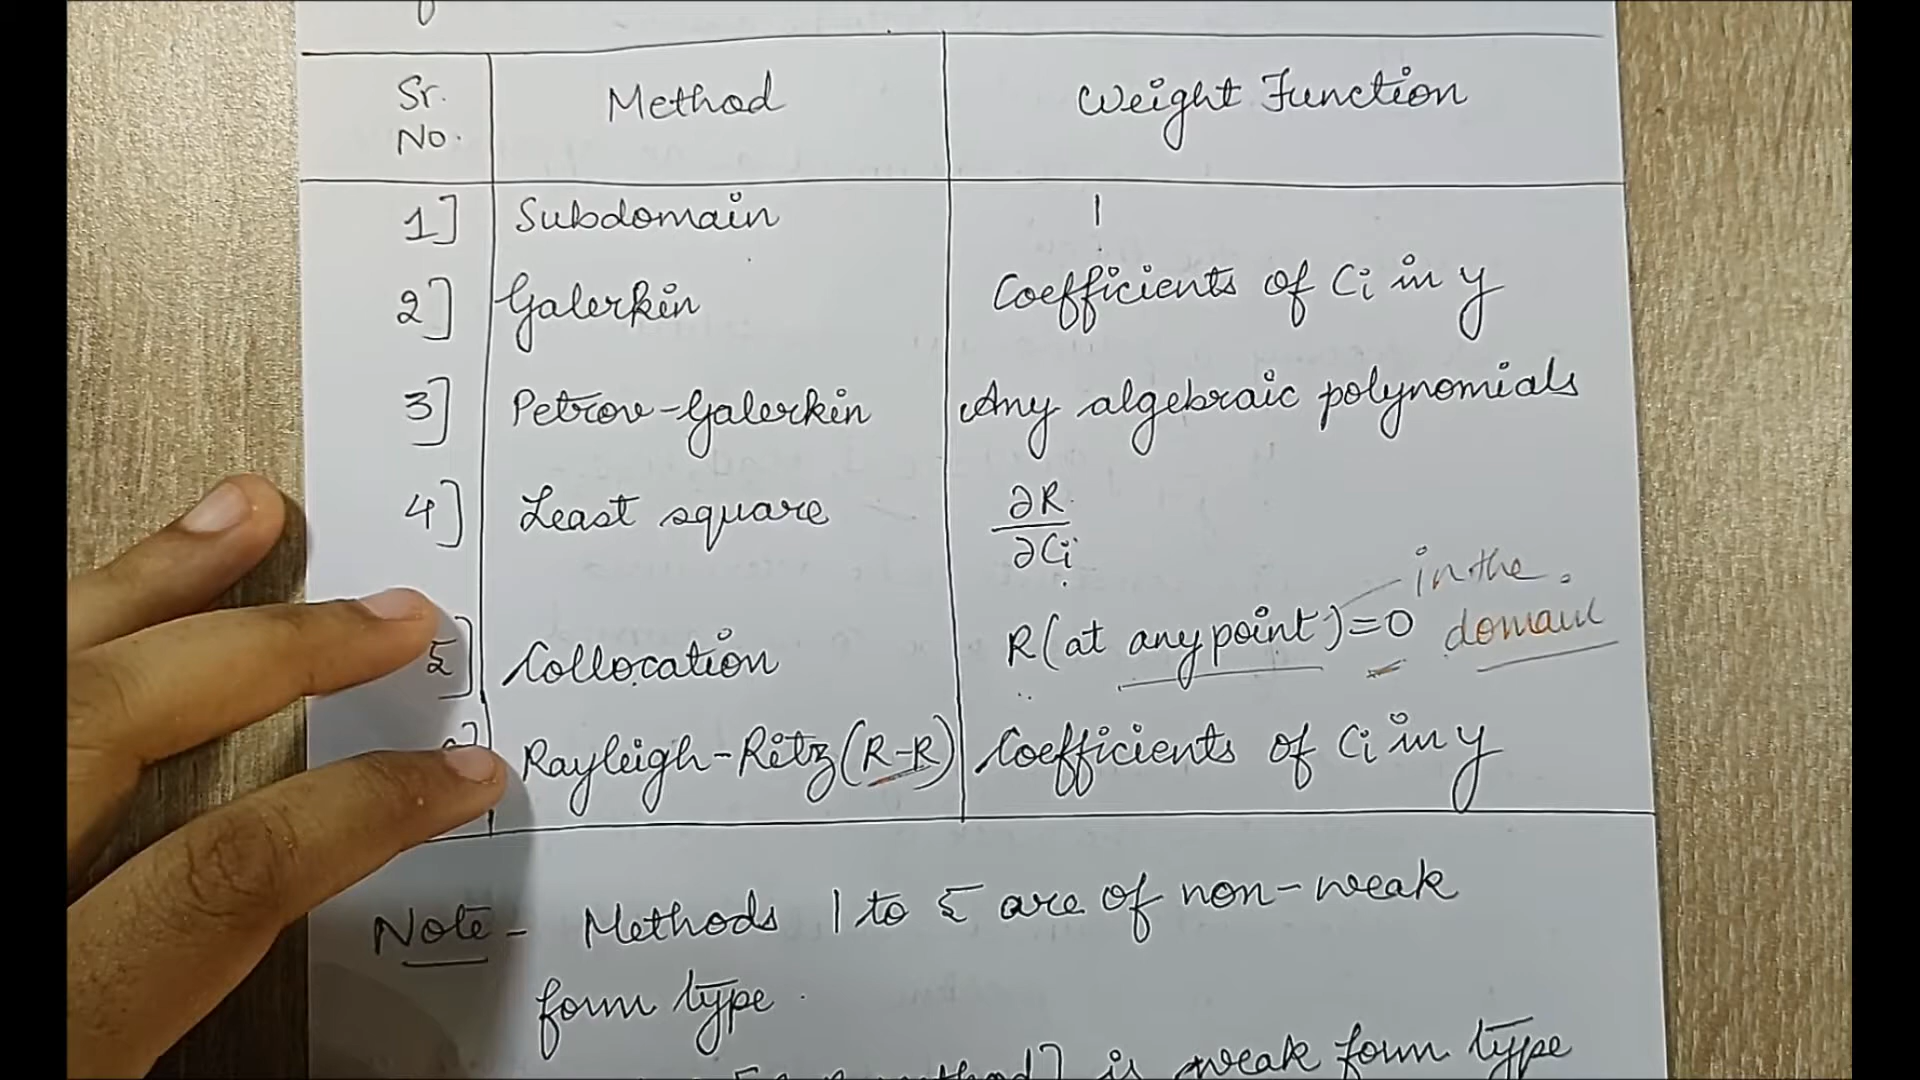 Sr. No. Method Weight Function
1] Subdomain 1
2] Galerkin Coefficients of Ci in y
3] Petrov-Galerkin Any algebraic polynomials
4] Least square ∂R/∂Ci
5] Collocation R(at any point)=0 in the domain
Rayleigh-Ritz (R-R) Coefficients of Ci in y
Note - Methods 1 to 5 are of non-weak
form type.
method] is weak form type